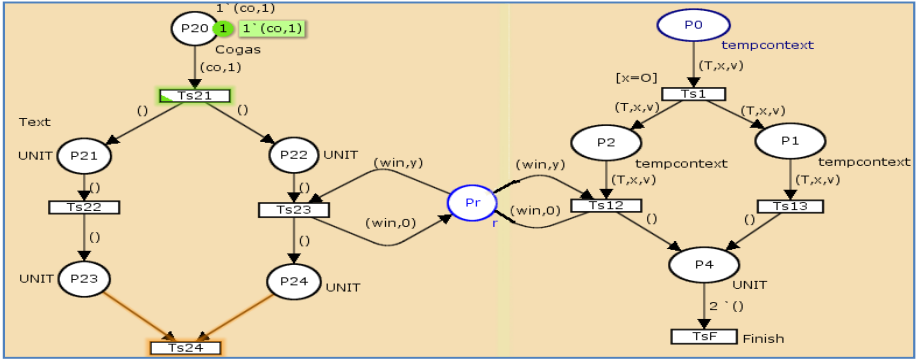 1`(co,1)
P20
1
1`(co,1)
Cogas
(co,1)
Ts21
()
()
Text
UNIT
P21
P22
UNIT
()
()
Ts22
Ts23
()
()
UNIT
P23
P24
UNIT
Ts24
(win,y)
(win,0)
Pr
r
(win,y)
(win,0)
P0
tempcontext
(T,x,v)
[x=O]
Ts1
(T,x,v)
(T,x,v)
P2
P1
tempcontext
tempcontext
(T,x,v)
(T,x,v)
Ts12
Ts13
()
()
P4
UNIT
2 `()
TsF
Finish